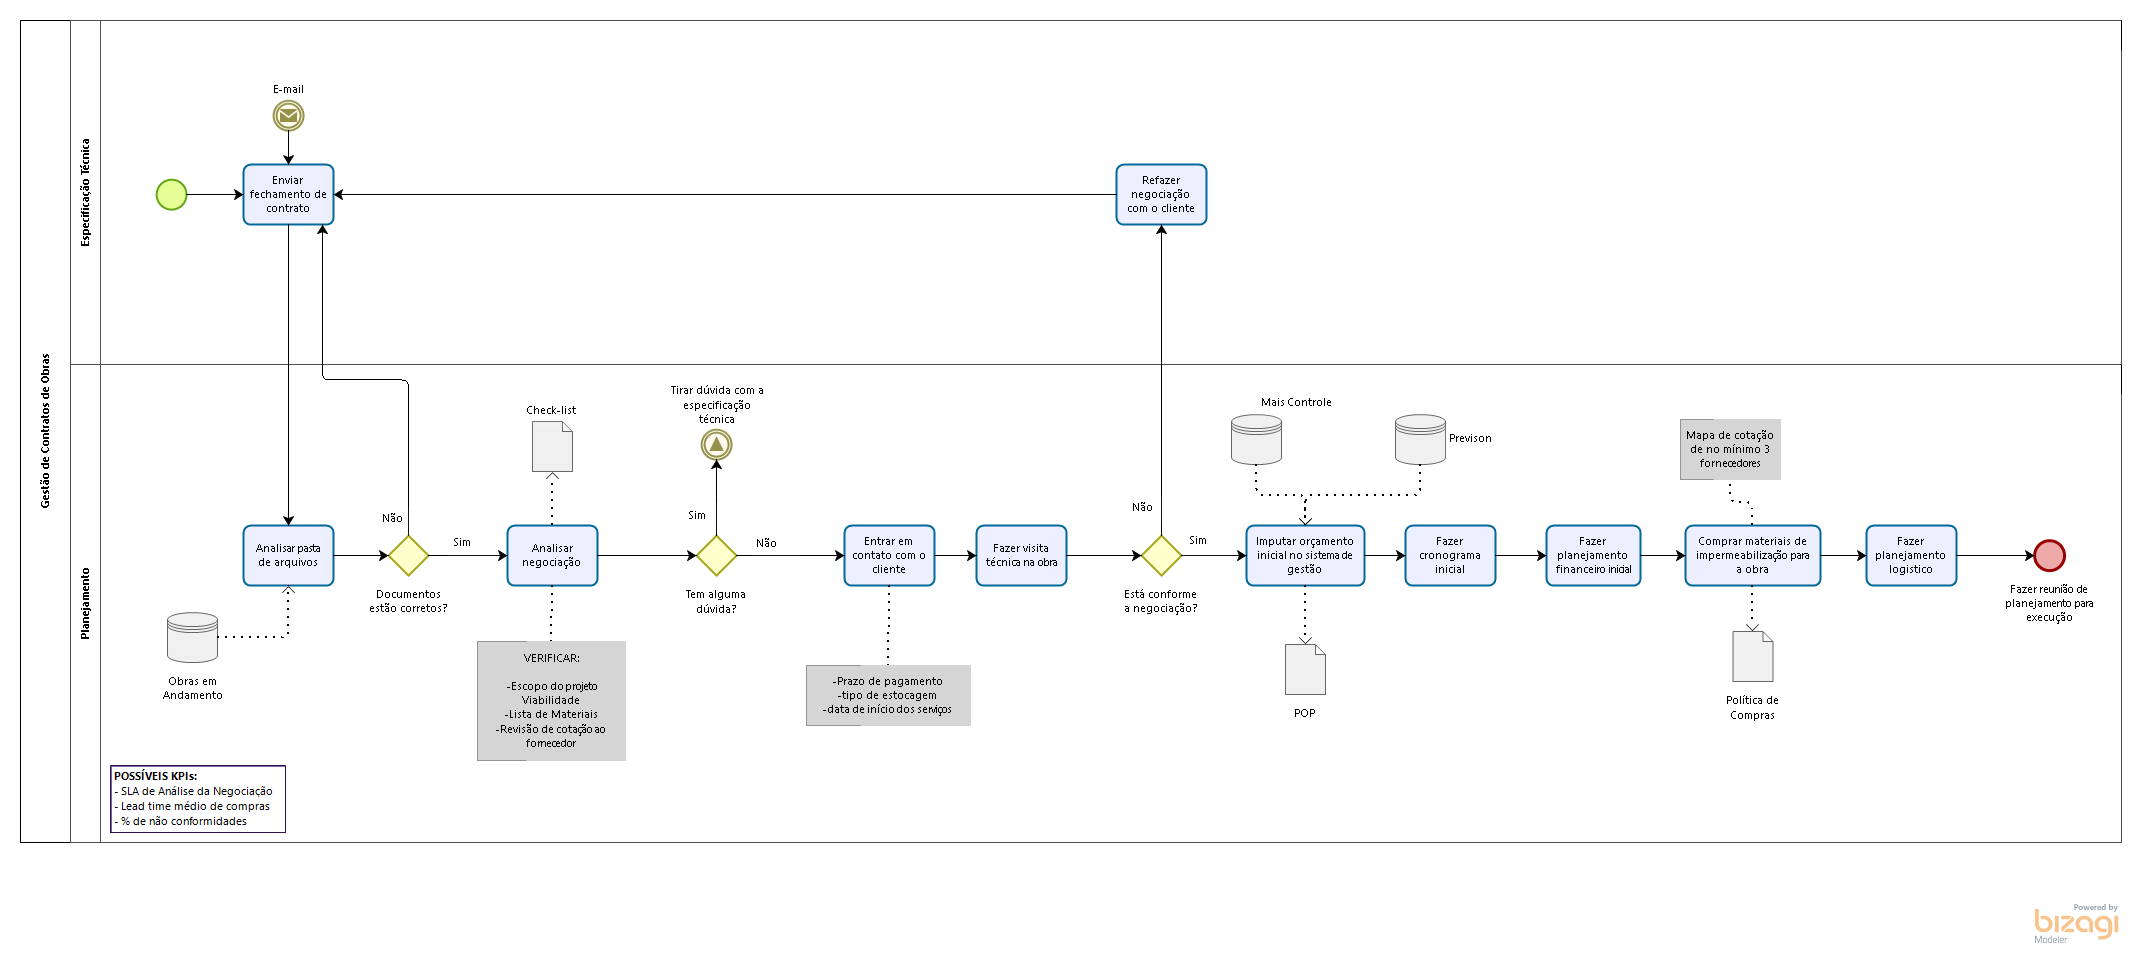 Gestão de Contratos de Obras
Especificação Técnica
E-mail
Enviar
fechamento de
contrato
Refazer
negociação
com o cliente
Planejamento
Analisar pasta
de arquivos
Obras em
Andamento
Não
Sim
Documentos
estão corretos?
Check-list
Analisar
negociação
VERIFICAR:
-Escopo do projeto
Viabilidade
-Lista de Materiais
-Revisão de cotação ao
fornecedor
Tirar dúvida com a
especificação
técnica
Sim
Não
Tem alguma
dúvida?
Entrar em
contato com o
cliente
-Prazo de pagamento
-tipo de estocagem
-data de início dos serviços
Fazer visita
técnica na obra
Não
Sim
Está conforme
a negociação?
Mais Controle
Previson
Imputar orçamento
inicial no sistema de
gestão
POP
Fazer
cronograma
inicial
Fazer
planejamento
financeiro inicial
Mapa de cotação
de no mínimo 3
fornecedores
Comprar materiais de
impermeabilização para
a obra
Política de
Compras
Fazer
planejamento
logistico
Fazer reunião de
planejamento para
execução
POSSÍVEIS KPIs:
- SLA de Análise da Negociação
- Lead time médio de compras
- % de não conformidades
Powered by
bizagi
Modeler